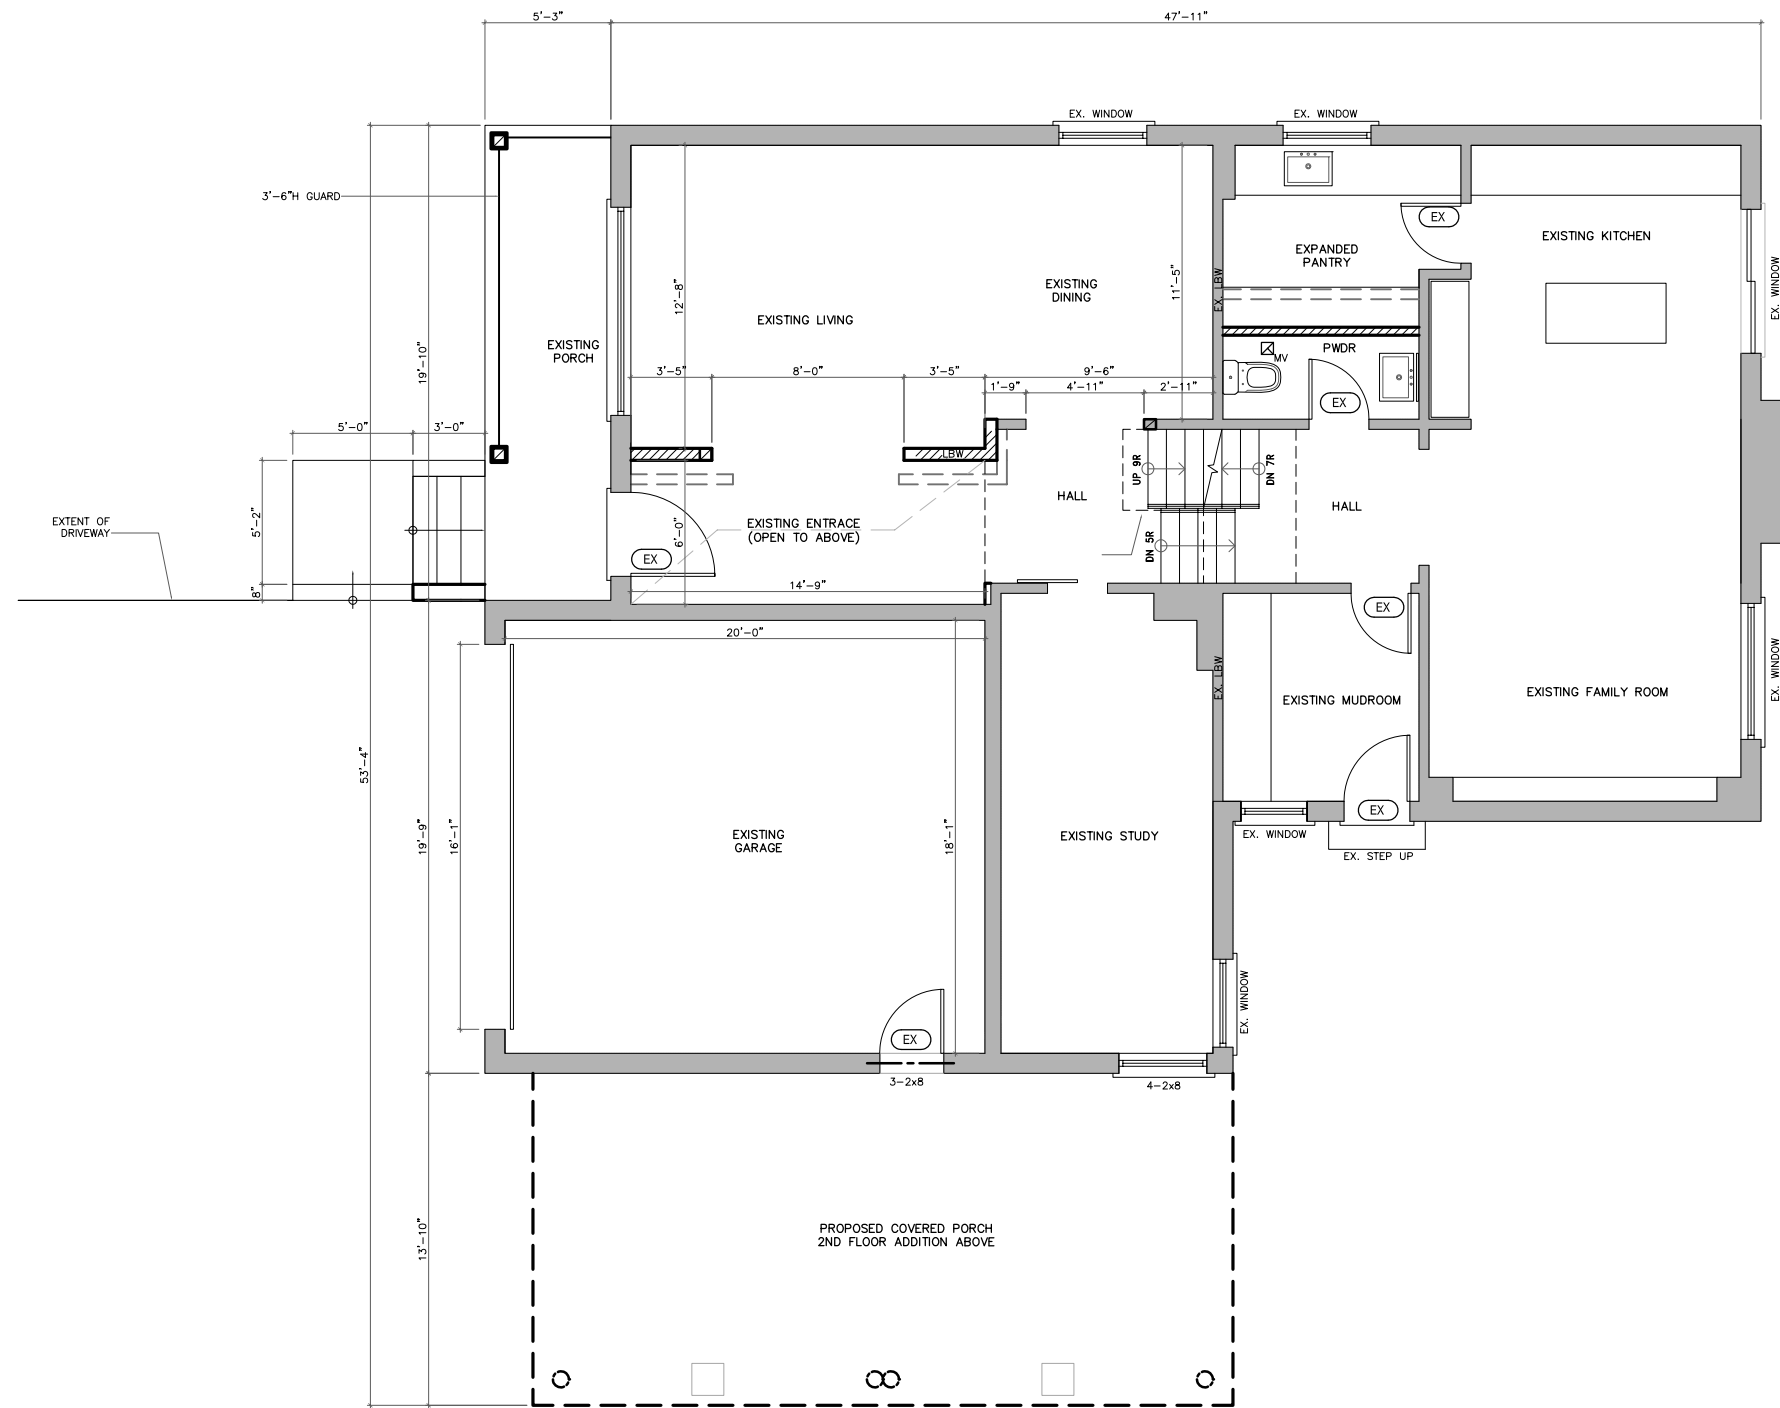 5'-3"
47'-11"
EX. WINDOW
EX. WINDOW
3'-6"H GUARD
EX
EXISTING KITCHEN
EXPANDED
PANTRY
EX. WINDOW
EX. LBW
12'-8"
11'-5"
EXISTING
DINING
EXISTING LIVING
EXISTING
PORCH
19'-10"
PWDR
MV
3'-5"
8'-0"
3'-5"
9'-6"
1'-9"
4'-11"
2'-11"
EX
5'-0"
3'-0"
LBW
UP 9R
DN 7R
HALL
HALL
5'-2"
EXTENT OF
DRIVEWAY
EXISTING ENTRACE
(OPEN TO ABOVE)
6'-0"
DN 5R
EX
14'-9"
8"
EX
20'-0"
EX. LBW
EX. WINDOW
EXISTING MUDROOM
EXISTING FAMILY ROOM
53'-4"
19'-9"
16'-1"
18'-1"
EXISTING
GARAGE
EXISTING STUDY
EX
EX. WINDOW
EX. STEP UP
EX. WINDOW
EX
3-2x8
4-2x8
13'-10"
PROPOSED COVERED PORCH
2ND FLOOR ADDITION ABOVE